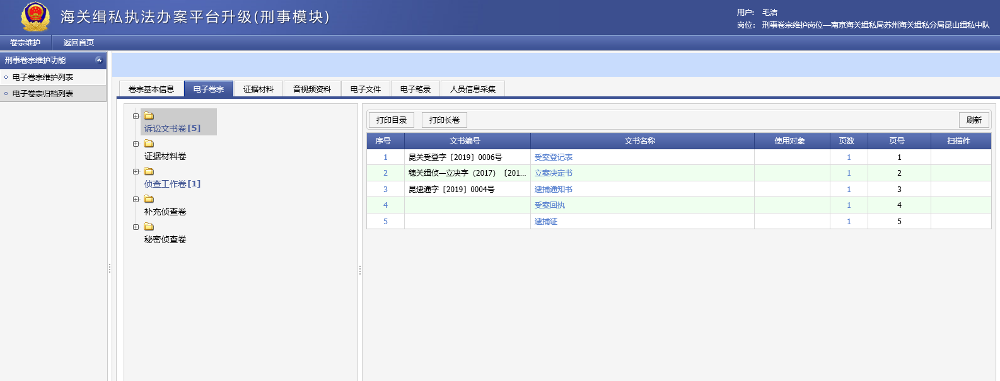 海关缉私执法办案平台升级(刑事模块)
用户： 毛洁
岗位： 刑事卷宗维护岗位—南京海关缉私局苏州海关缉私分局昆山缉私中队
卷宗维护 返回首页
刑事卷宗维护功能
电子卷宗维护列表
电子卷宗归档列表
卷宗基本信息 电子卷宗 证据材料 音视频资料 电子文件 电子笔录 人员信息采集
诉讼文书卷[5]
证据材料卷
侦查工作卷[1]
补充侦查卷
秘密侦查卷
打印目录 打印长卷 刷新
序号 文书编号 文书名称 使用对象 页数 页号 扫描件
1 昆关受登字〔2019〕0006号 受案登记表 1 1
2 穗关缉侦—立决字（2017）〔201... 立案决定书 1 2
3 昆逮通字〔2019〕0004号 逮捕通知书 1 3
4 受案回执 1 4
5 逮捕证 1 5